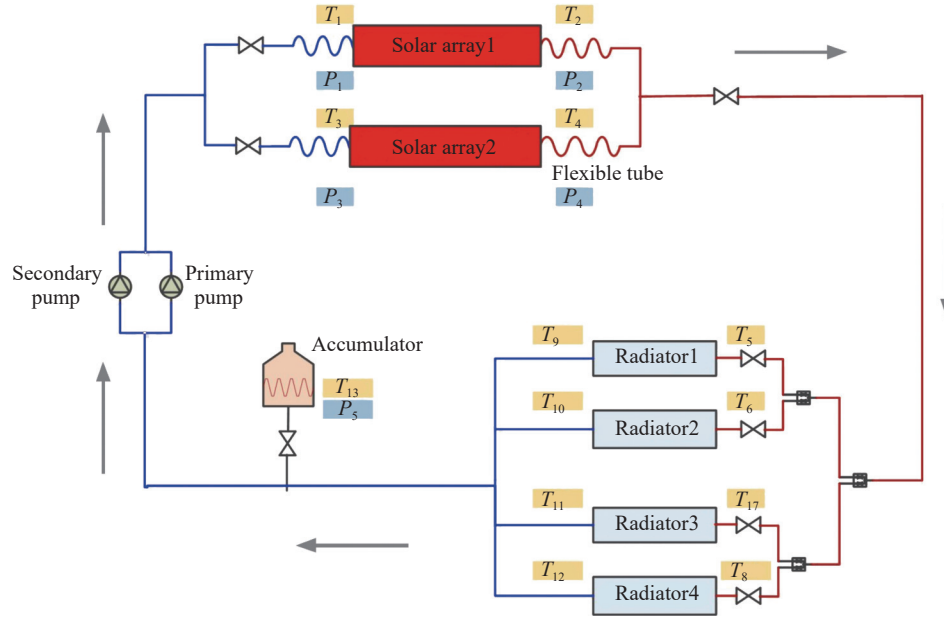 T₁
T₂
Solar array1
P₁
P₂
T₃
T₄
Solar array2
Flexible tube
P₃
P₄
Secondary
pump
Primary
pump
Accumulator
T₁₃
P₅
T₉
T₅
Radiator1
T₁₀
T₆
Radiator2
T₁₁
T₁₇
Radiator3
T₁₂
T₈
Radiator4